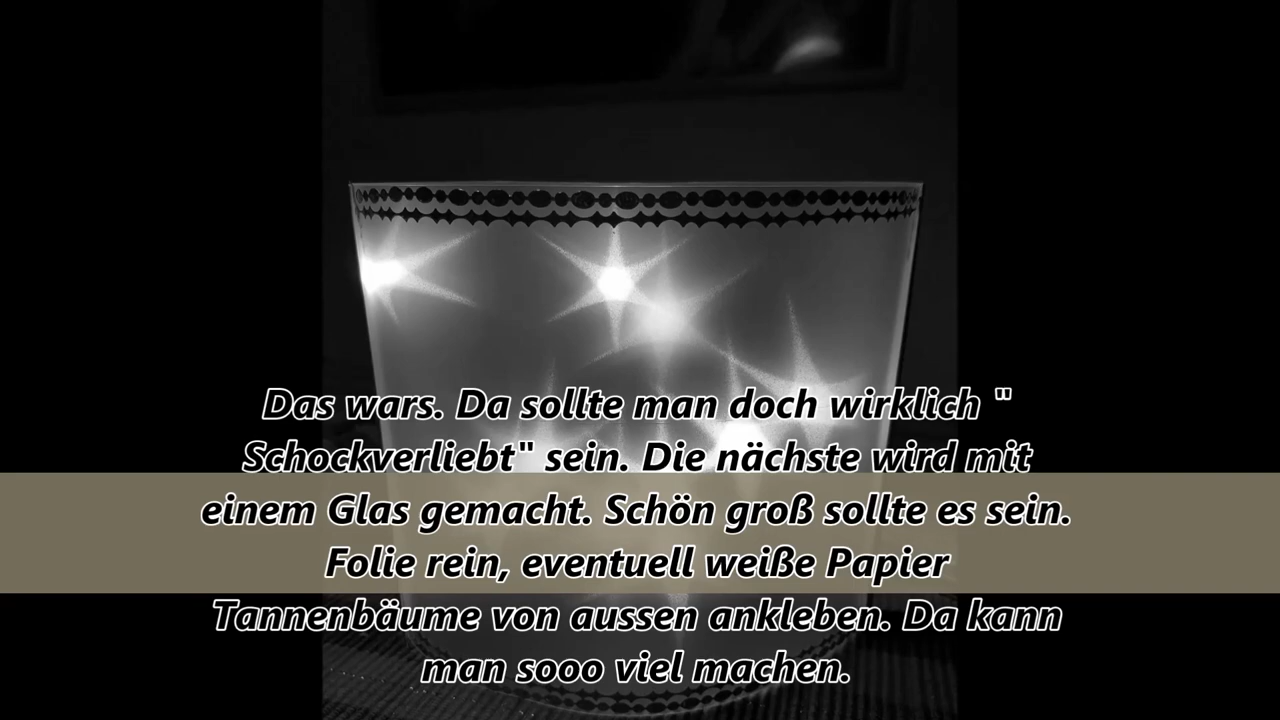 Das wars. Da sollte man doch wirklich "
Schockverliebt" sein. Die nächste wird mit
einem Glas gemacht. Schön groß sollte es sein.
Folie rein, eventuell weiße Papier
Tannenbäume von aussen ankleben. Da kann
man sooo viel machen.